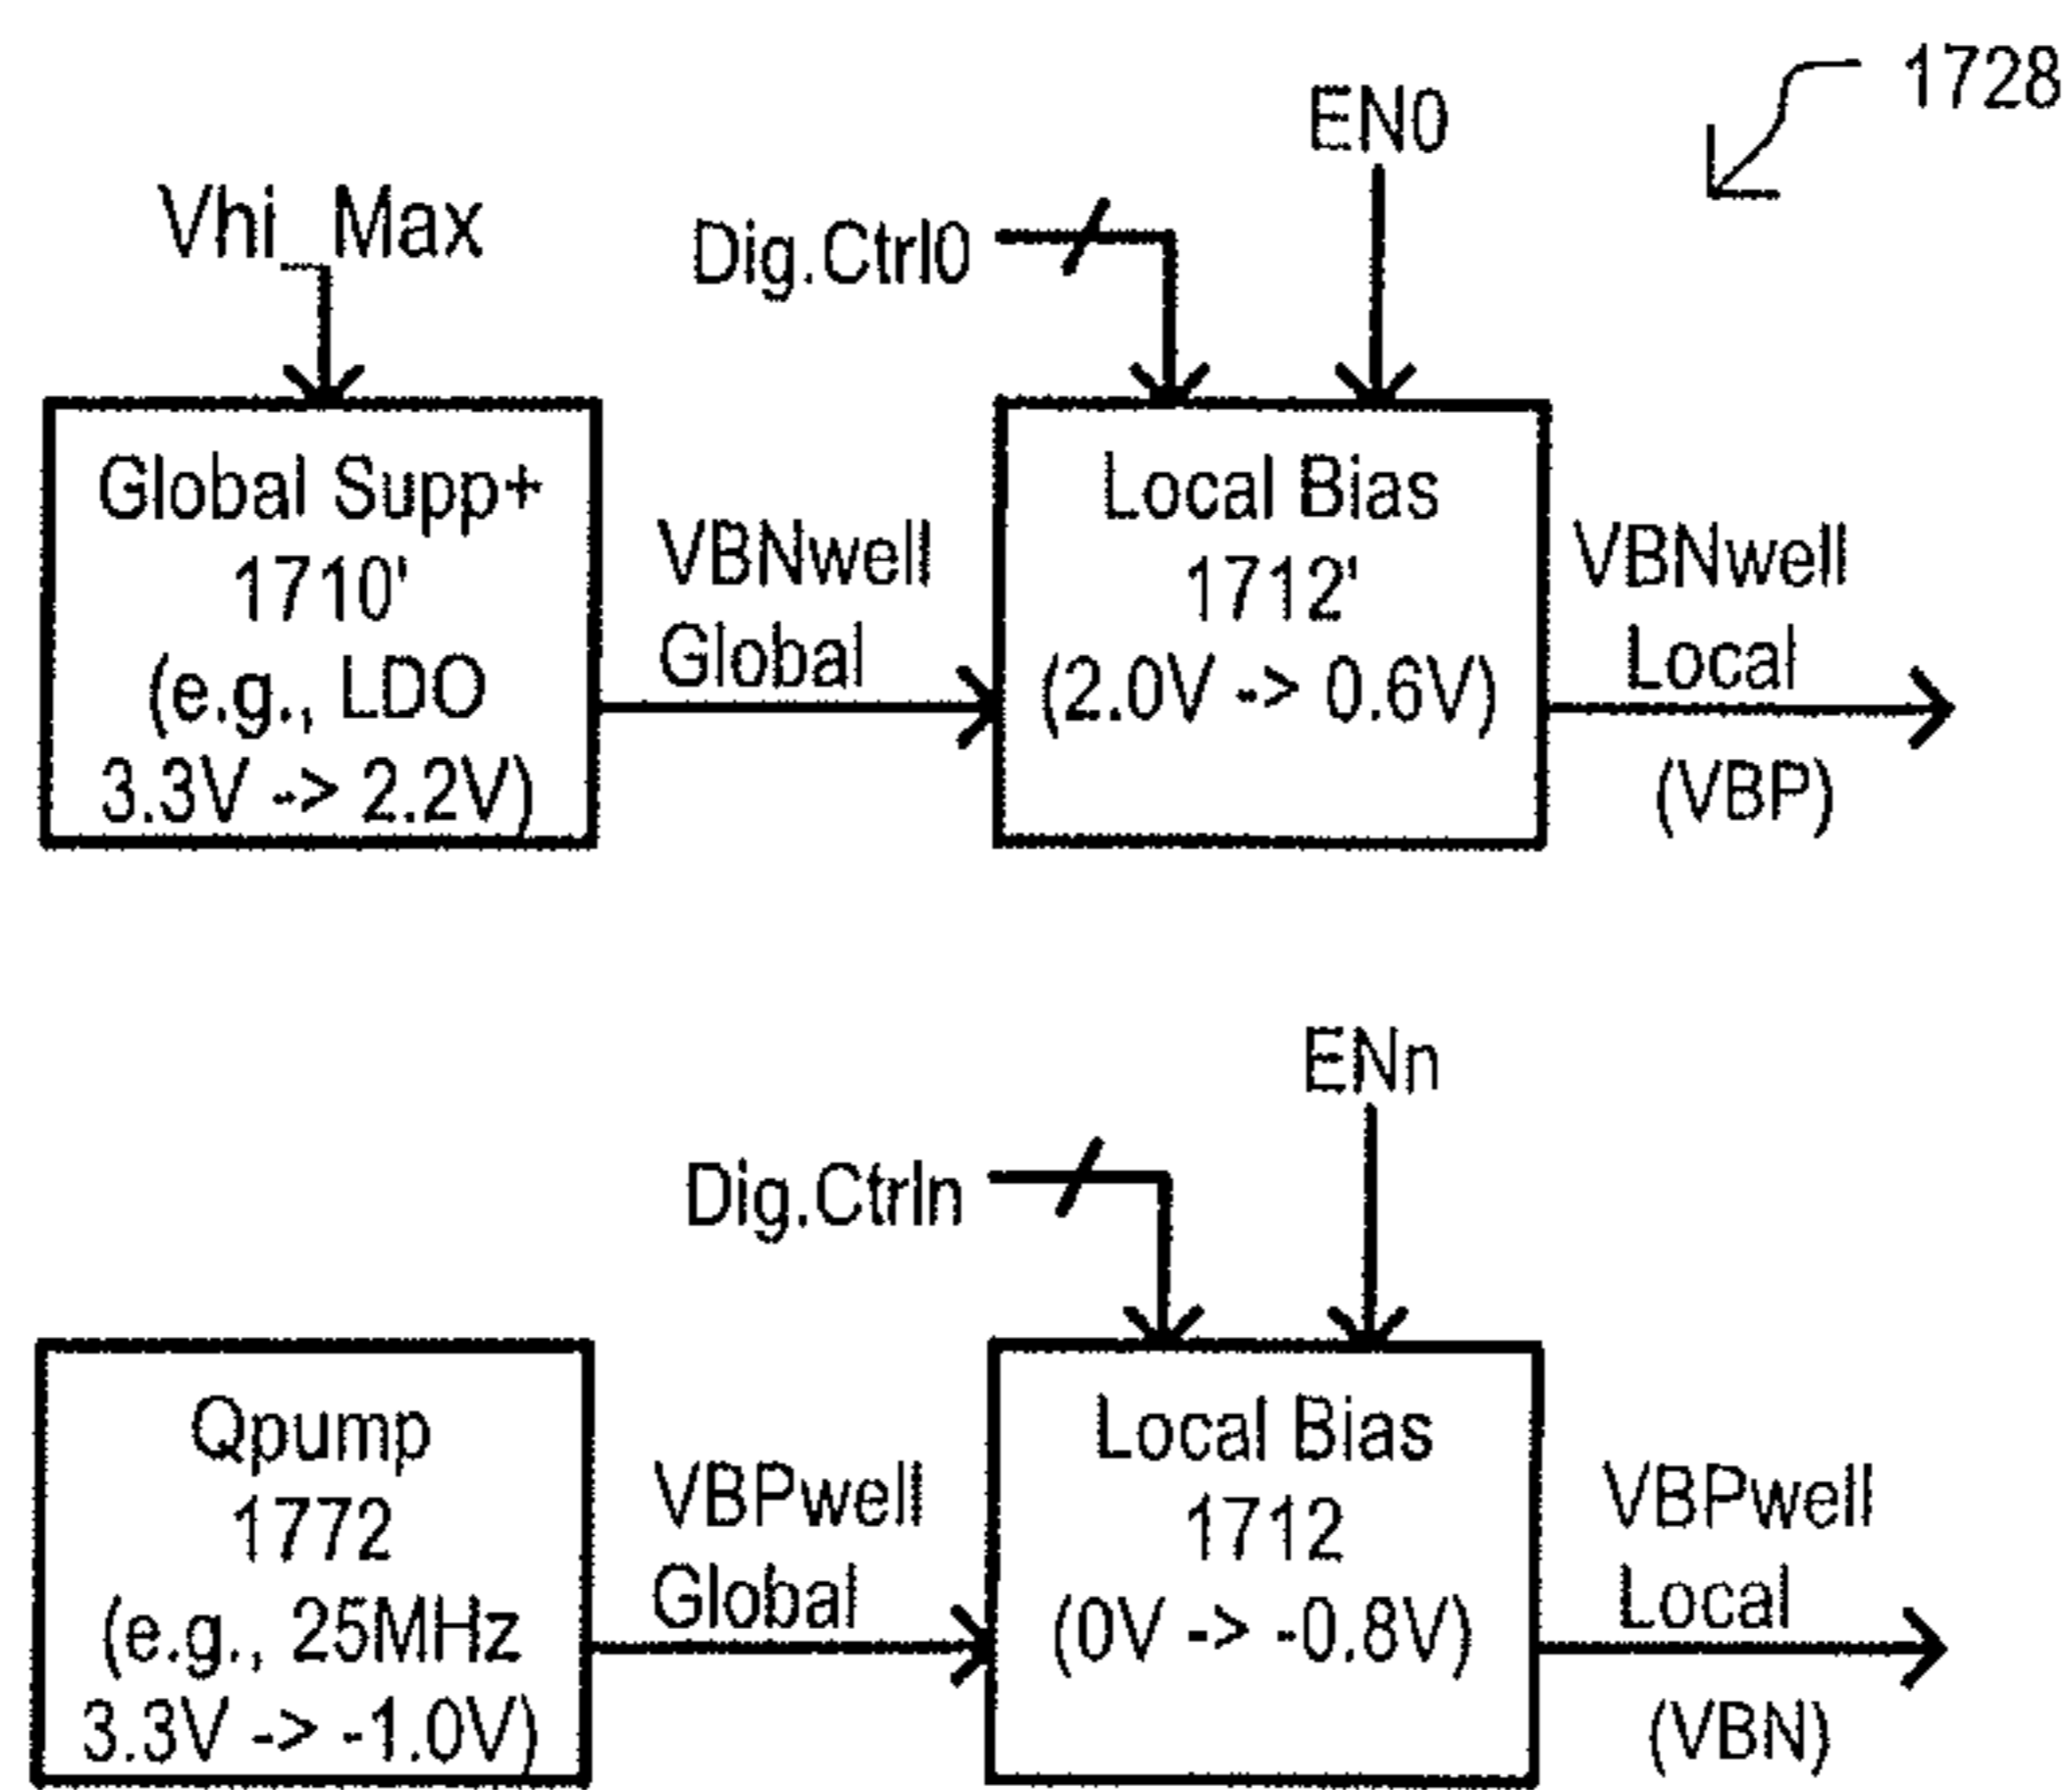 1728
EN0
Vhi_Max
Dig.Ctrl0
Global Supp+
1710'
(e.g., LDO
3.3V -> 2.2V)
VBNwell
Global
Local Bias
1712'
(2.0V -> 0.6V)
VBNwell
Local
(VBP)
ENn
Dig.Ctrln
Qpump
1772
(e.g., 25MHz
3.3V -> -1.0V)
VBPwell
Global
Local Bias
1712
(0V -> -0.8V)
VBPwell
Local
(VBN)